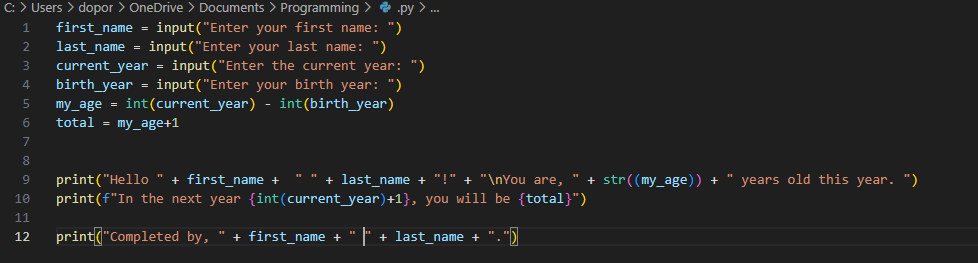 C: > Users > dopor > OneDrive > Documents > Programming > .py > ...
1 first_name = input("Enter your first name: ")
2 last_name = input("Enter your last name: ")
3 current_year = input("Enter the current year: ")
4 birth_year = input("Enter your birth year: ")
5 my_age = int(current_year) - int(birth_year)
6 total = my_age+1
7
8
9 print("Hello " + first_name +  " " + last_name + "!" + "\nYou are, " + str((my_age)) + " years old this year. ")
10 print(f"In the next year {int(current_year)+1}, you will be {total}")
11
12 print("Completed by, " + first_name + " " + last_name + ".")